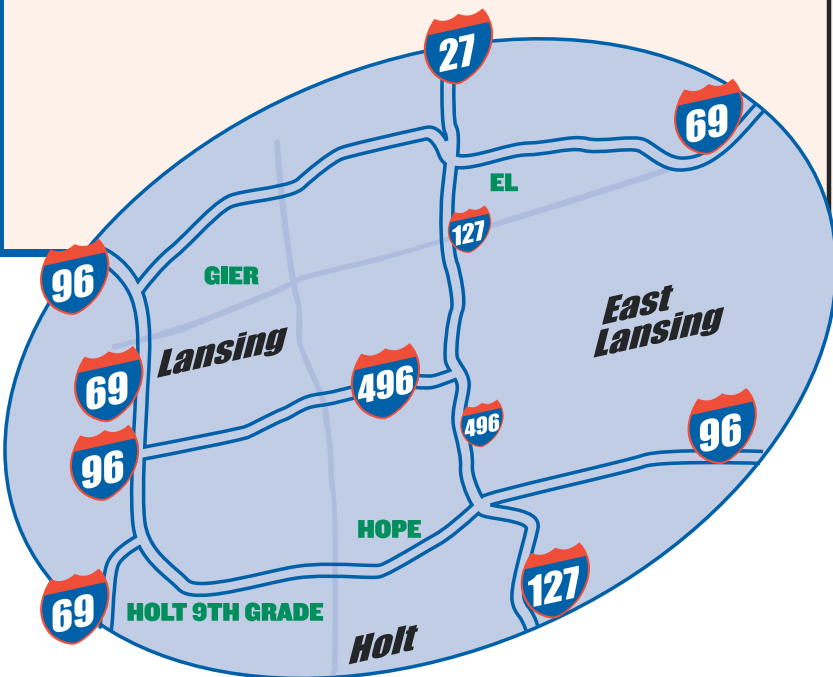 27
69
EL
127
96
GIER
East
Lansing
Lansing
69
496
96
496
96
HOPE
127
69
HOLT 9TH GRADE
Holt